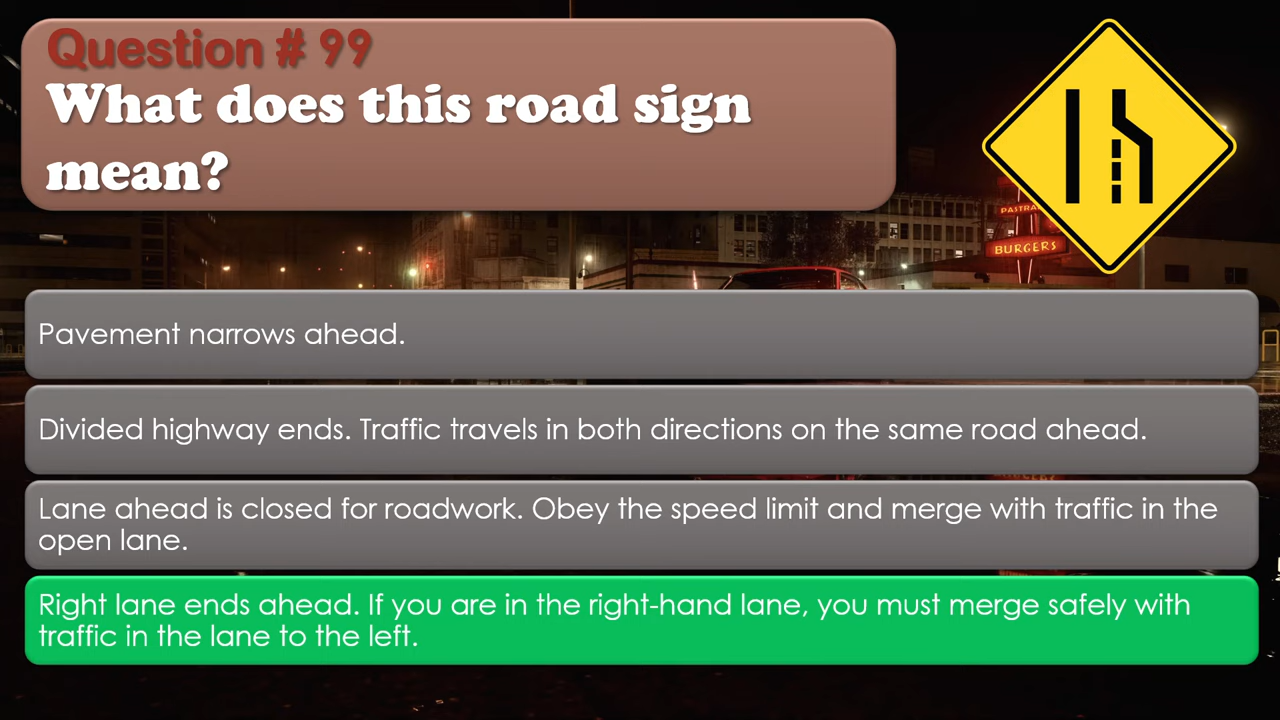 Question # 99
What does this road sign
mean?
BURGERS
Pavement narrows ahead.
Divided highway ends. Traffic travels in both directions on the same road ahead.
Lane ahead is closed for roadwork. Obey the speed limit and merge with traffic in the
open lane.
Right lane ends ahead. If you are in the right-hand lane, you must merge safely with
traffic in the lane to the left.